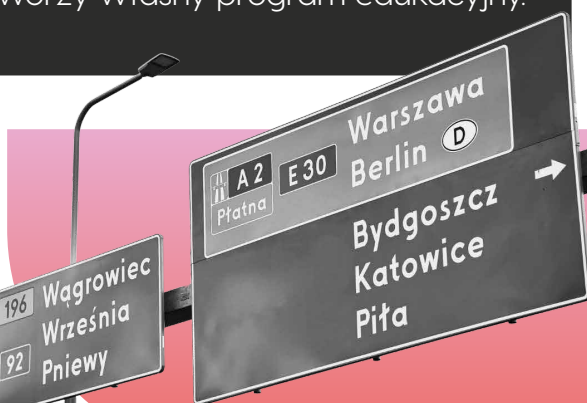 własny program edukacyjny.
A2 E30 Warszawa
Płatna Berlin D
Bydgoszcz
Katowice
Piła
196 Wągrowiec
Września
92 Pniewy